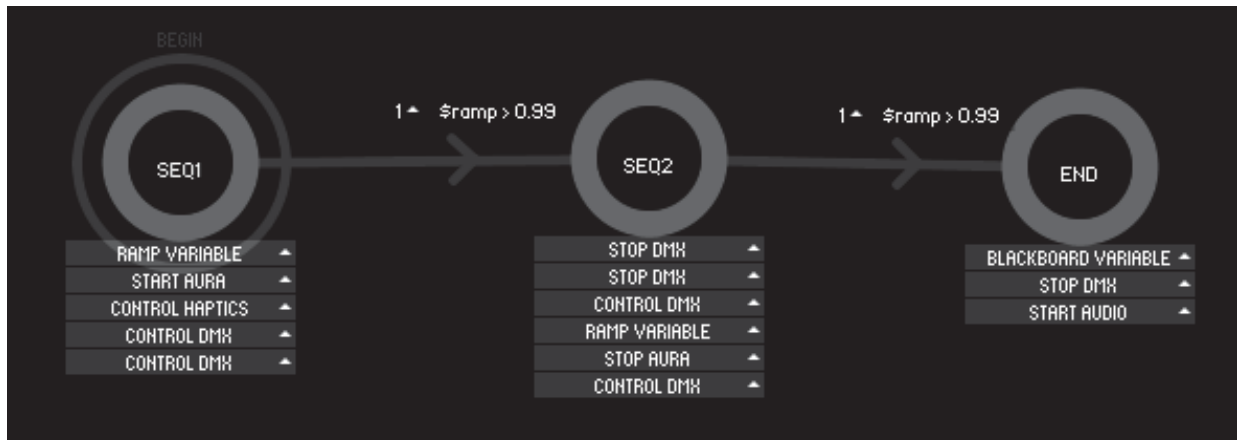 BEGIN
SEQ1
RAMP VARIABLE
START AURA
CONTROL HAPTICS
CONTROL DMX
CONTROL DMX
1 $ramp > 0.99
SEQ2
STOP DMX
STOP DMX
CONTROL DMX
RAMP VARIABLE
STOP AURA
CONTROL DMX
1 $ramp > 0.99
END
BLACKBOARD VARIABLE
STOP DMX
START AUDIO